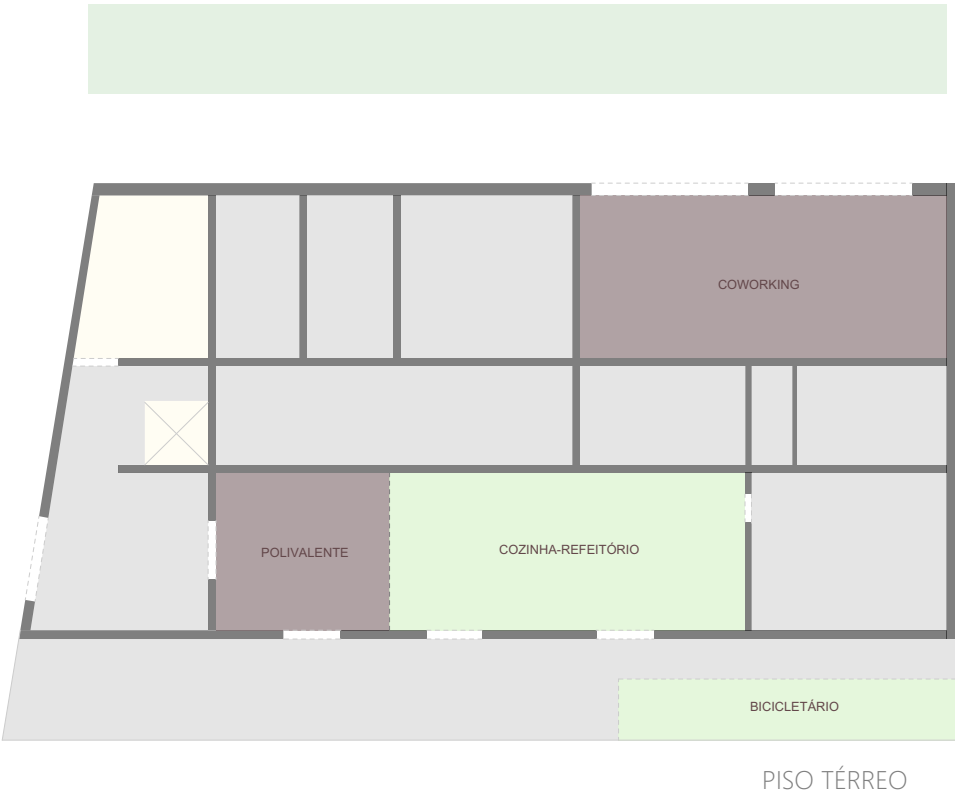 COWORKING
POLIVALENTE
COZINHA-REFEITÓRIO
BICICLETÁRIO
PISO TÉRREO